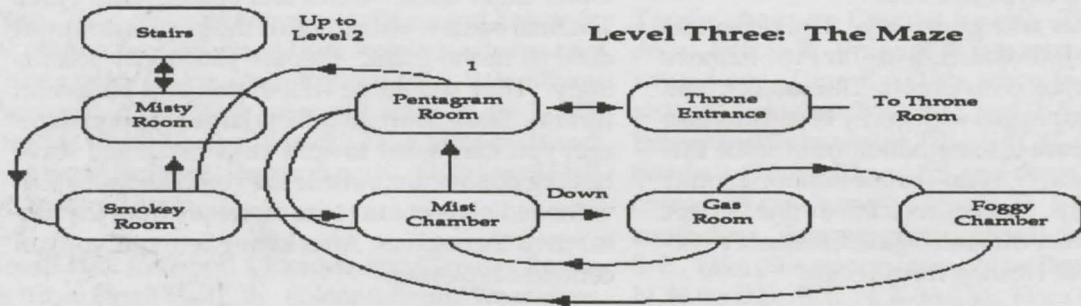 Stairs
Up to
Level 2
Level Three: The Maze
1
Misty
Room
Pentagram
Room
Throne
Entrance
To Throne
Room
Smokey
Room
Mist
Chamber
Down
Gas
Room
Foggy
Chamber